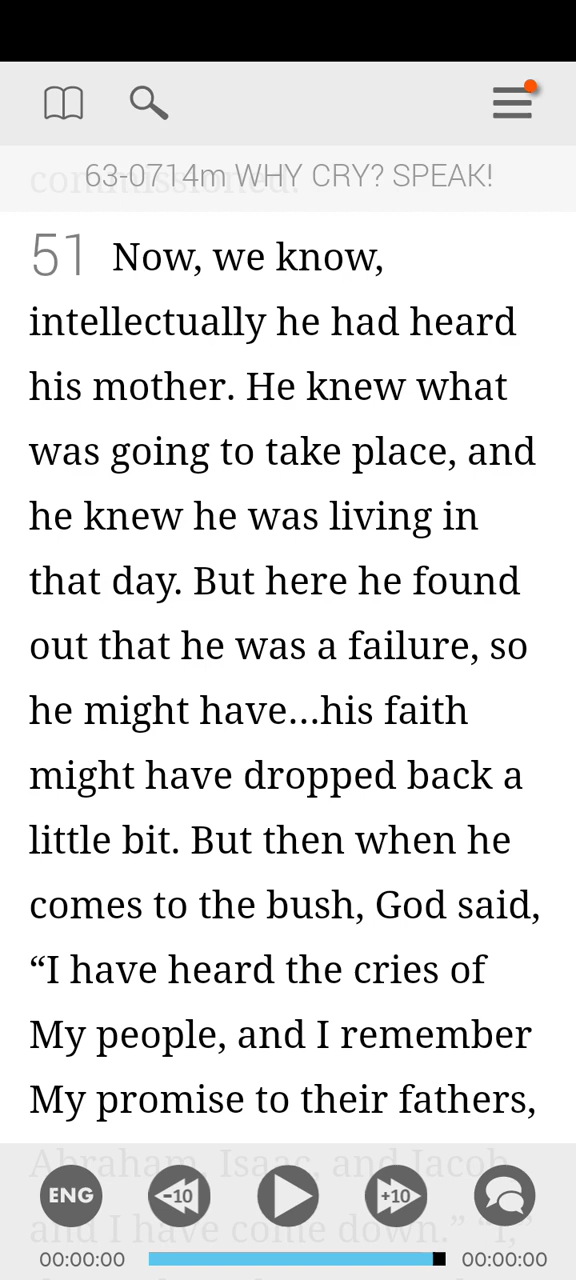 commissioned.
63-0714m WHY CRY? SPEAK!
51 Now, we know,
intellectually he had heard
his mother. He knew what
was going to take place, and
he knew he was living in
that day. But here he found
out that he was a failure, so
he might have...his faith
might have dropped back a
little bit. But then when he
comes to the bush, God said,
“I have heard the cries of
My people, and I remember
My promise to their fathers,
Abraham, Isaac, and Jacob,
ENG -10 +10
and I have come down.” “I,”
00:00:00 00:00:00